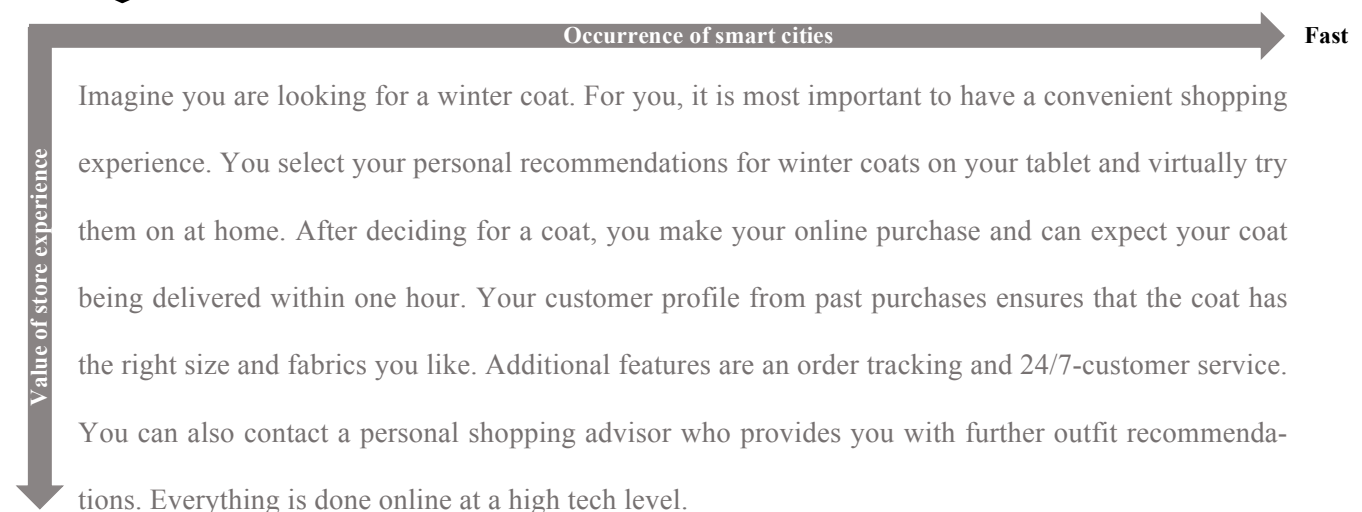 Occurrence of smart cities
Fast
Value of store experience
Imagine you are looking for a winter coat. For you, it is most important to have a convenient shopping
experience. You select your personal recommendations for winter coats on your tablet and virtually try
them on at home. After deciding for a coat, you make your online purchase and can expect your coat
being delivered within one hour. Your customer profile from past purchases ensures that the coat has
the right size and fabrics you like. Additional features are an order tracking and 24/7-customer service.
You can also contact a personal shopping advisor who provides you with further outfit recommenda-
tions. Everything is done online at a high tech level.